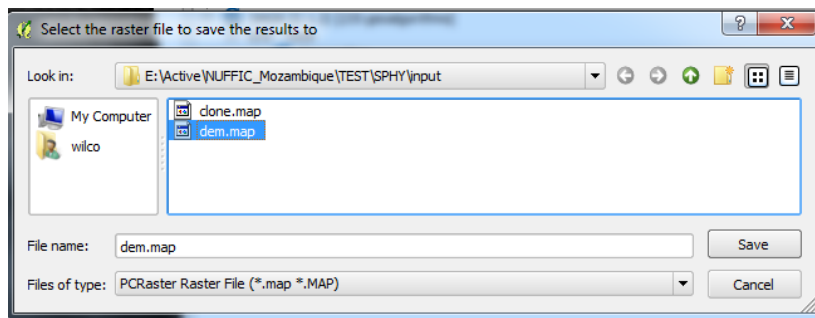 Select the raster file to save the results to
Look in: E:\Active\NUFFIC_Mozambique\TEST\SPHY\input
My Computer
wilco
clone.map
dem.map
File name: dem.map Save
Files of type: PCRaster Raster File (*.map *.MAP) Cancel